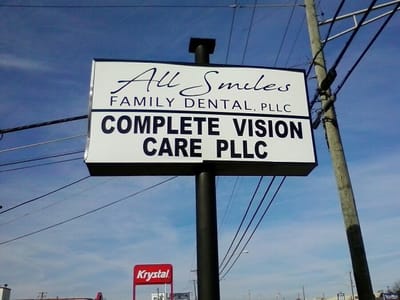 All Smiles
FAMILY DENTAL, PLLC
COMPLETE VISION
CARE PLLC
Krystal